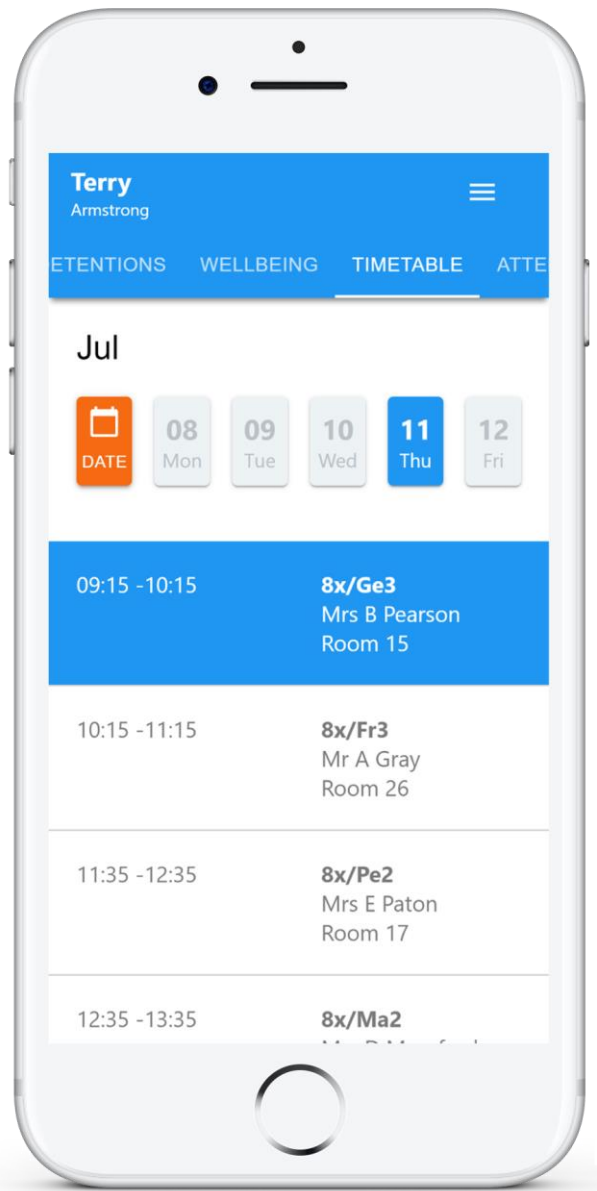 Terry
Armstrong
ETENTIONS WELLBEING TIMETABLE ATTE
Jul
DATE 08 Mon 09 Tue 10 Wed 11 Thu 12 Fri
09:15 -10:15 8x/Ge3
Mrs B Pearson
Room 15
10:15 -11:15 8x/Fr3
Mr A Gray
Room 26
11:35 -12:35 8x/Pe2
Mrs E Paton
Room 17
12:35 -13:35 8x/Ma2